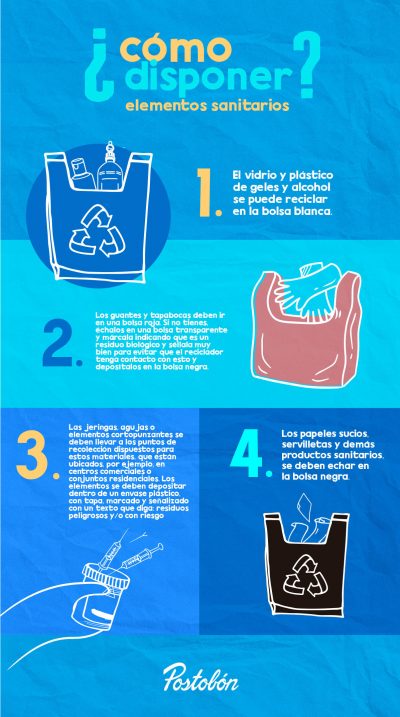 ¿cómo
disponer?
elementos sanitarios
1.
El vidrio y plástico
de geles y alcohol
se puede reciclar
en la bolsa blanca.
2.
Los guantes y tapabocas deben ir
en una bolsa roja. Si no tienes,
échalos en una bolsa transparente
y márcala indicando que es un
residuo biológico y séñala muy
bien para evitar que el reciclador
tenga contacto con esto y
deposítalos en la bolsa negra.
3.
Las jeringas, agujas o
elementos cortopunzantes se
deben llevar a los puntos de
recolección dispuestos para
estos materiales, que están
ubicados, por ejemplo, en
centros comerciales o
conjuntos residenciales. Los
elementos se deben depositar
dentro de un envase plástico,
con tapa, marcado y señalizado
con un texto que diga: residuos
peligrosos y/o con riesgo
4.
Los papeles sucios,
servilletas y demás
productos sanitarios,
se deben echar en
la bolsa negra.
Postobón